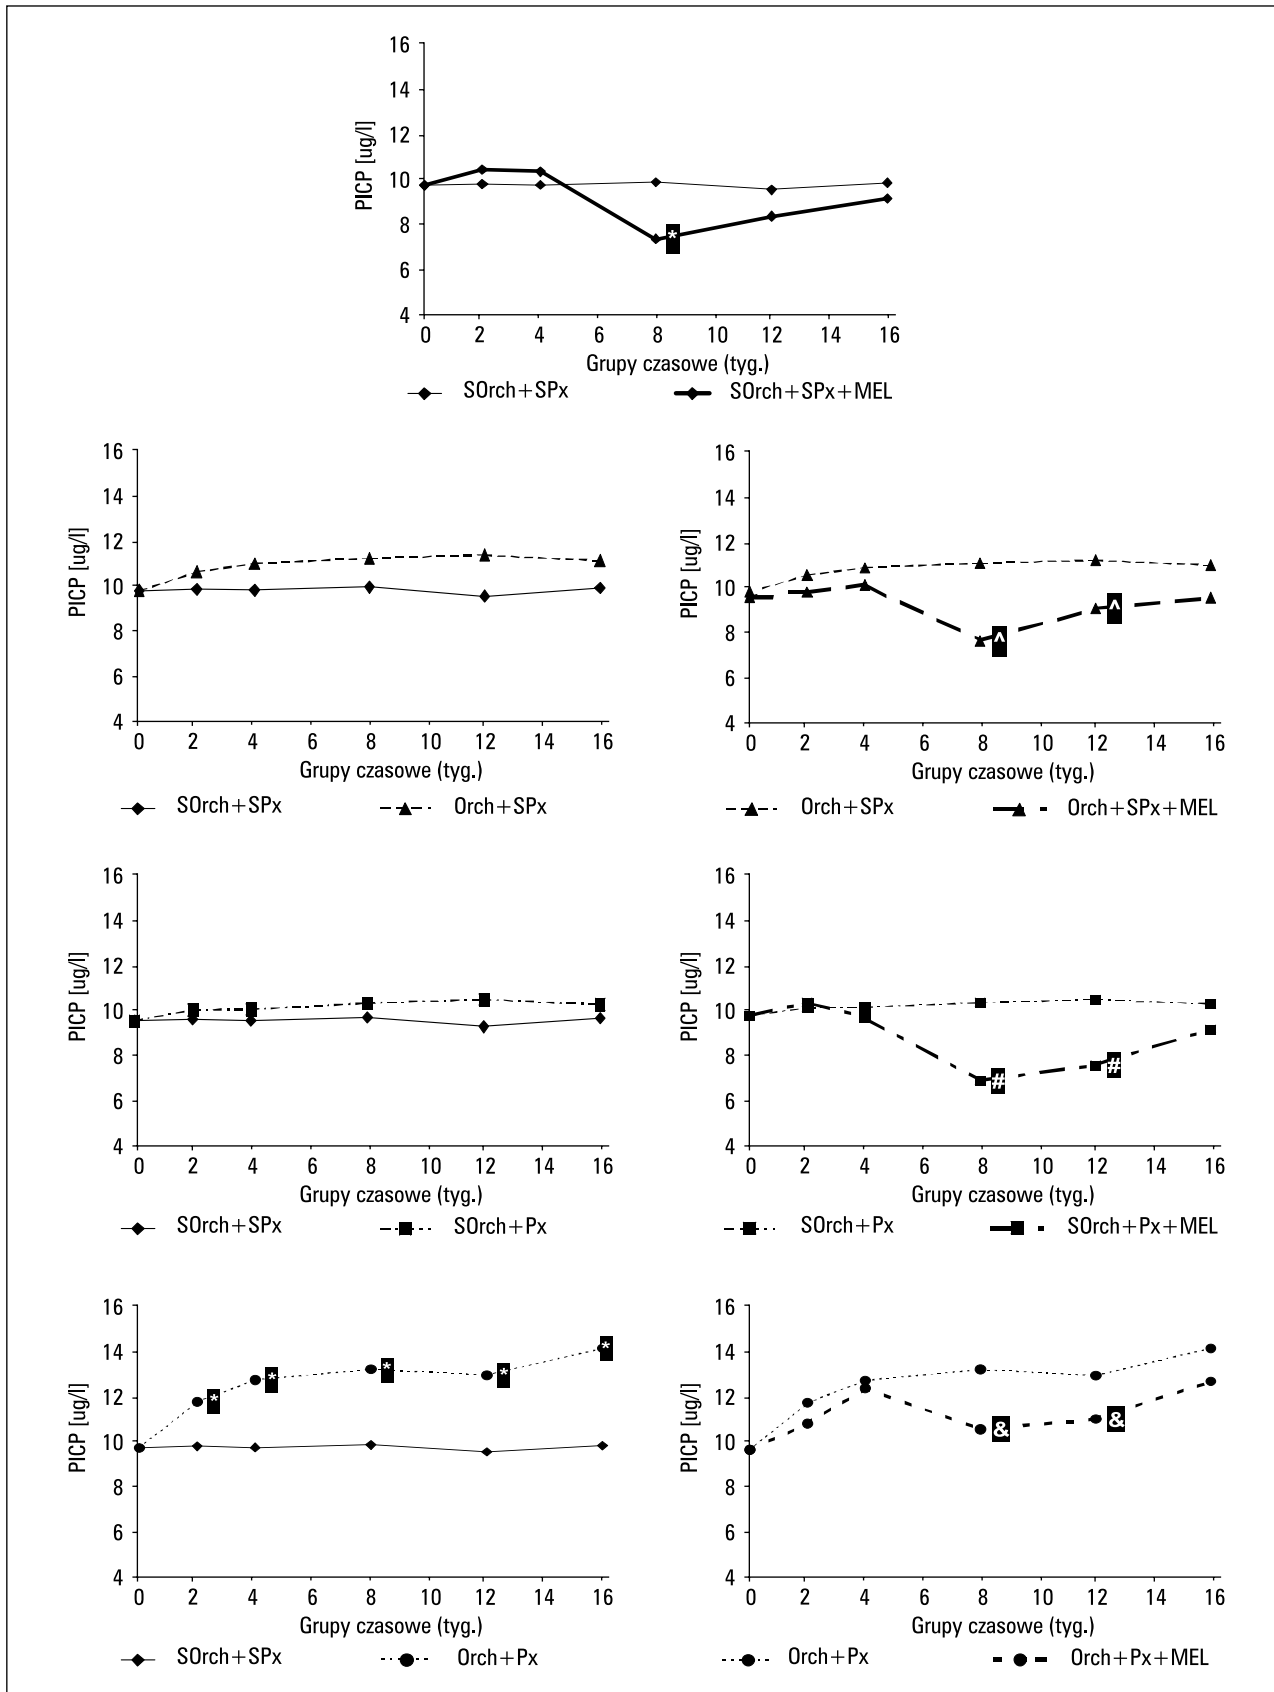 16
14
12
10
8
6
4
PICP [ug/l]
*
0 2 4 6 8 10 12 14 16
Grupy czasowe (tyg.)
SOrch+SPx SOrch+SPx+MEL
16
14
12
10
8
6
4
PICP [ug/l]
0 2 4 6 8 10 12 14 16
Grupy czasowe (tyg.)
SOrch+SPx Orch+SPx
16
14
12
10
8
6
4
PICP [ug/l]
^ ^
0 2 4 6 8 10 12 14 16
Grupy czasowe (tyg.)
Orch+SPx Orch+SPx+MEL
16
14
12
10
8
6
4
PICP [ug/l]
0 2 4 6 8 10 12 14 16
Grupy czasowe (tyg.)
SOrch+SPx SOrch+Px
16
14
12
10
8
6
4
PICP [ug/l]
# #
0 2 4 6 8 10 12 14 16
Grupy czasowe (tyg.)
SOrch+Px SOrch+Px+MEL
16
14
12
10
8
6
4
PICP [ug/l]
* * * * *
0 2 4 6 8 10 12 14 16
Grupy czasowe (tyg.)
SOrch+SPx Orch+Px
16
14
12
10
8
6
4
PICP [ug/l]
& &
0 2 4 6 8 10 12 14 16
Grupy czasowe (tyg.)
Orch+Px Orch+Px+MEL